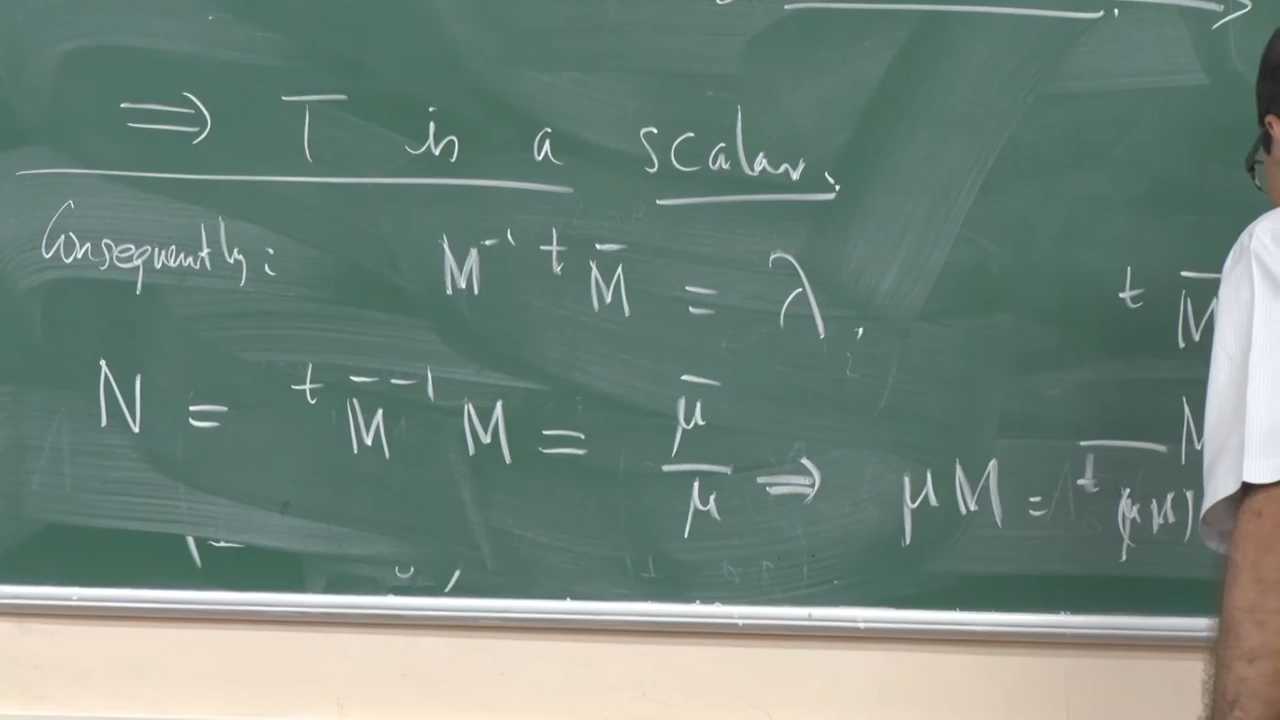 ⇒ T is a scalar.
Consequently: M⁻¹ ᵗM̄ = λ. ᵗM̄
N = ᵗM̄⁻¹ M = μ̄/μ ⇒ μM = ᵗ(μM)‾